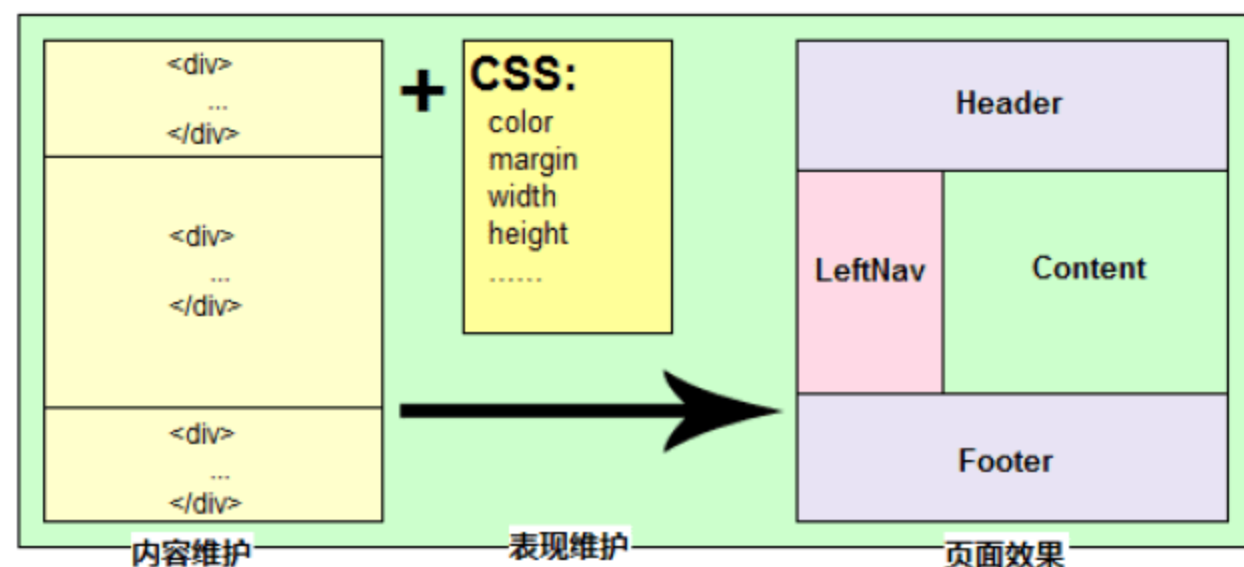 <div>
...
</div>
<div>
...
</div>
<div>
...
</div>
+
CSS:
color
margin
width
height
......
Header
LeftNav
Content
Footer
内容维护
表现维护
页面效果